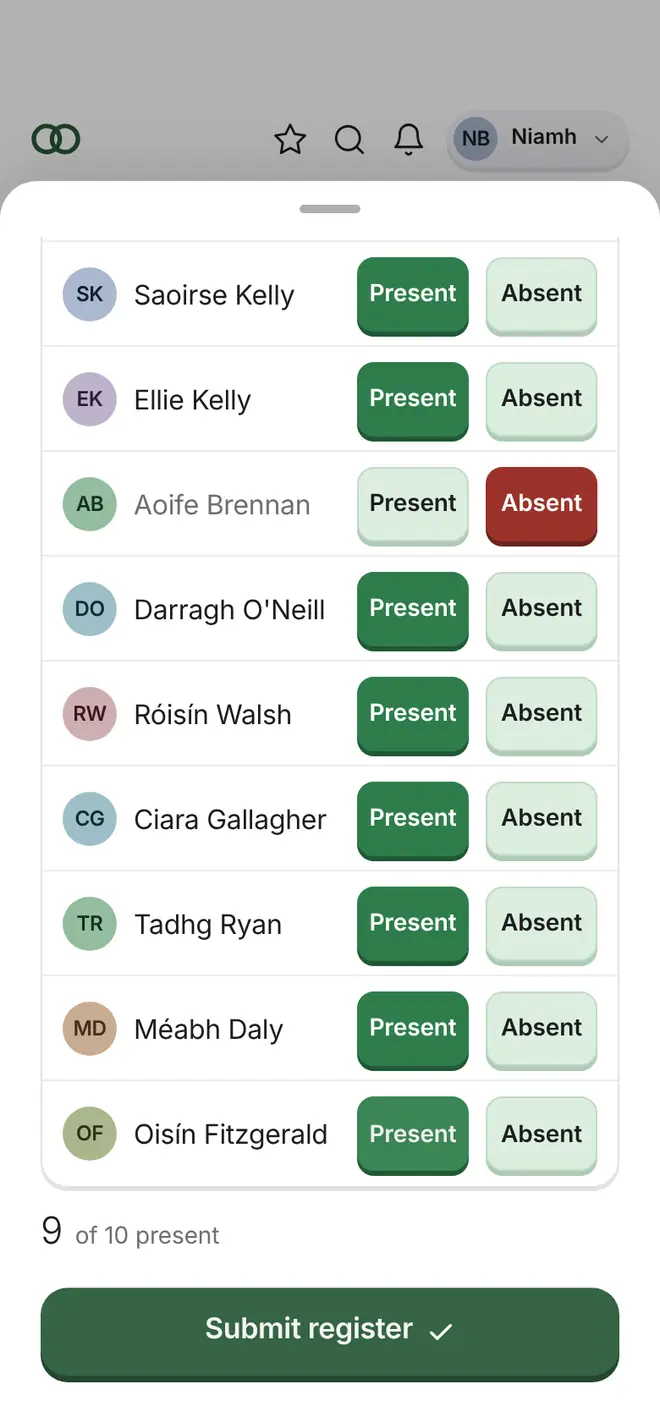 NB Niamh
SK Saoirse Kelly Present Absent
EK Ellie Kelly Present Absent
AB Aoife Brennan Present Absent
DO Darragh O'Neill Present Absent
RW Róisín Walsh Present Absent
CG Ciara Gallagher Present Absent
TR Tadhg Ryan Present Absent
MD Méabh Daly Present Absent
OF Oisín Fitzgerald Present Absent
9 of 10 present
Submit register